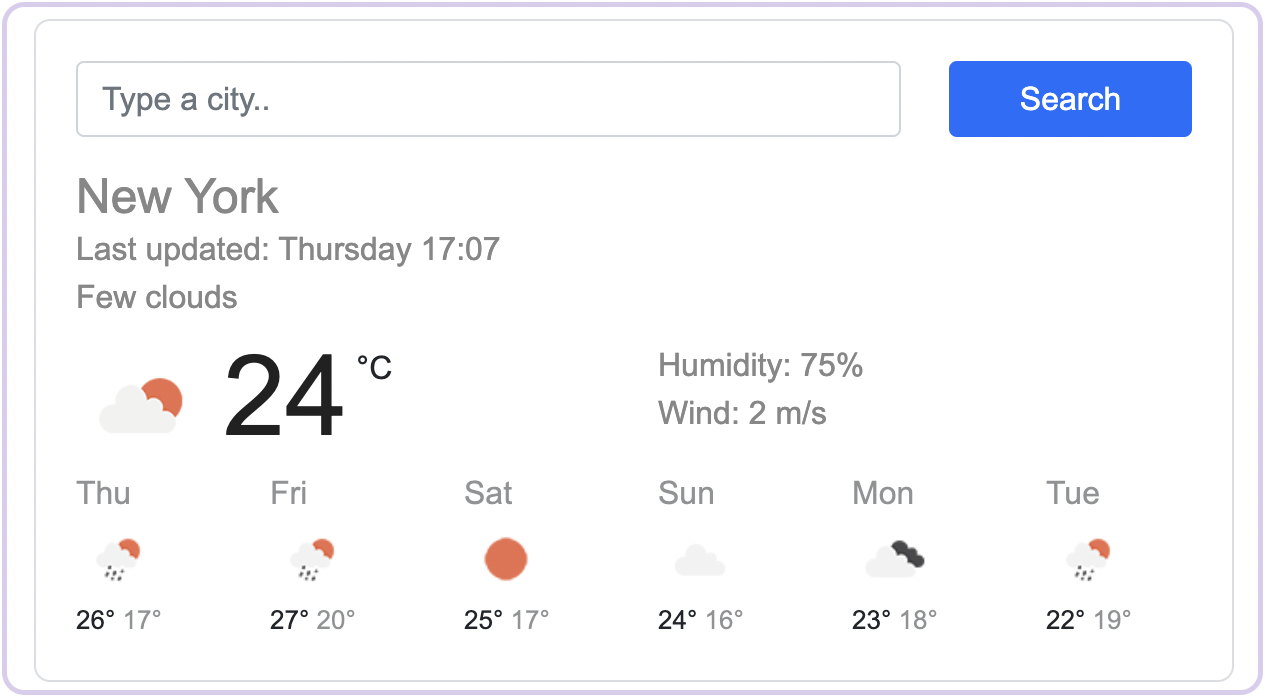 Type a city..
Search
New York
Last updated: Thursday 17:07
Few clouds
24 °C
Humidity: 75%
Wind: 2 m/s
Thu Fri Sat Sun Mon Tue
26° 17° 27° 20° 25° 17° 24° 16° 23° 18° 22° 19°